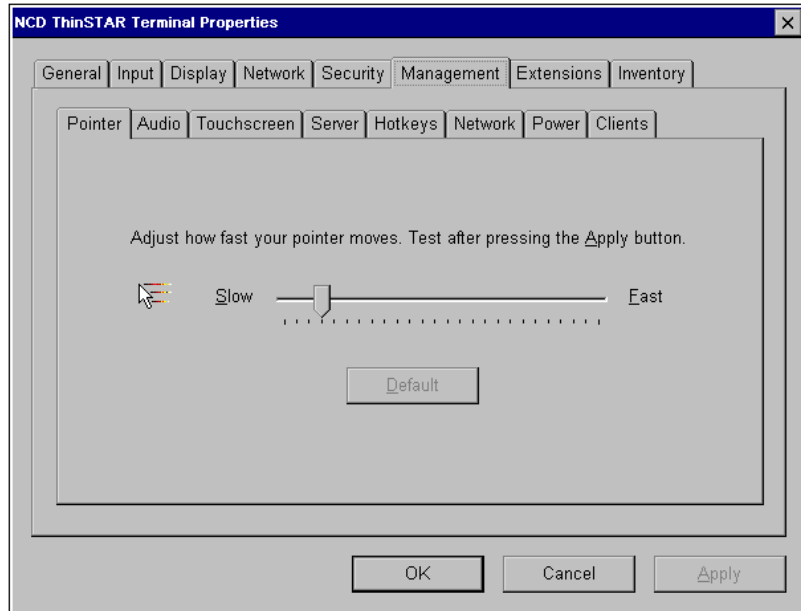 NCD ThinSTAR Terminal Properties
General Input Display Network Security Management Extensions Inventory
Pointer Audio Touchscreen Server Hotkeys Network Power Clients
Adjust how fast your pointer moves. Test after pressing the Apply button.
Slow Fast
Default
OK Cancel Apply